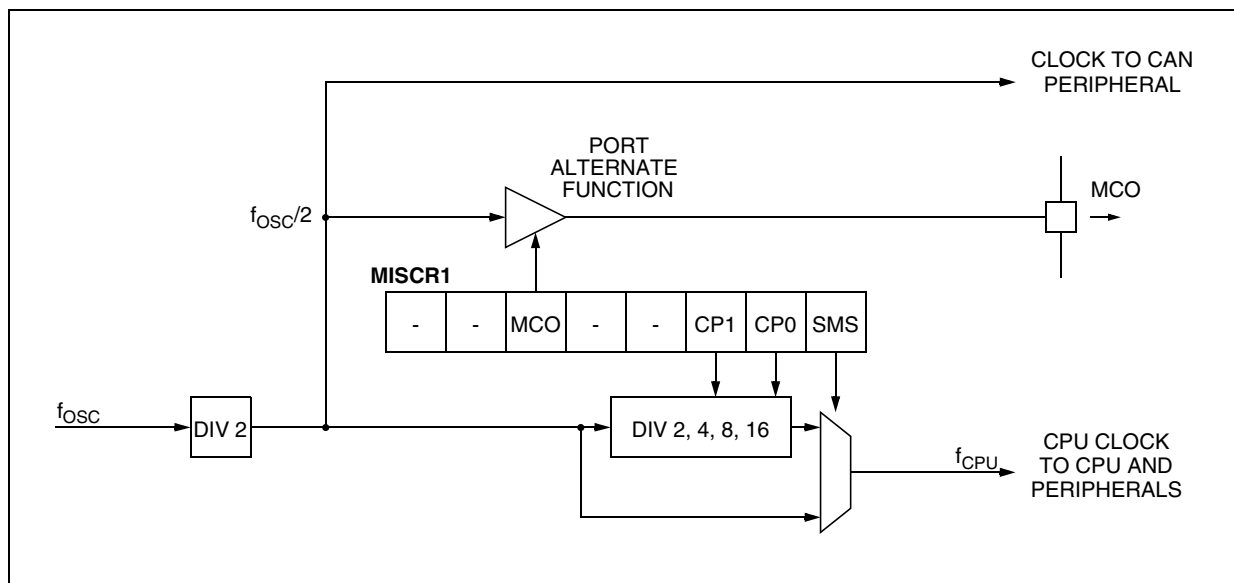 CLOCK TO CAN
PERIPHERAL
PORT
ALTERNATE
FUNCTION
MCO
fOSC/2
MISCR1
- - MCO - - CP1 CP0 SMS
fOSC
DIV 2
DIV 2, 4, 8, 16
fCPU
CPU CLOCK
TO CPU AND
PERIPHERALS